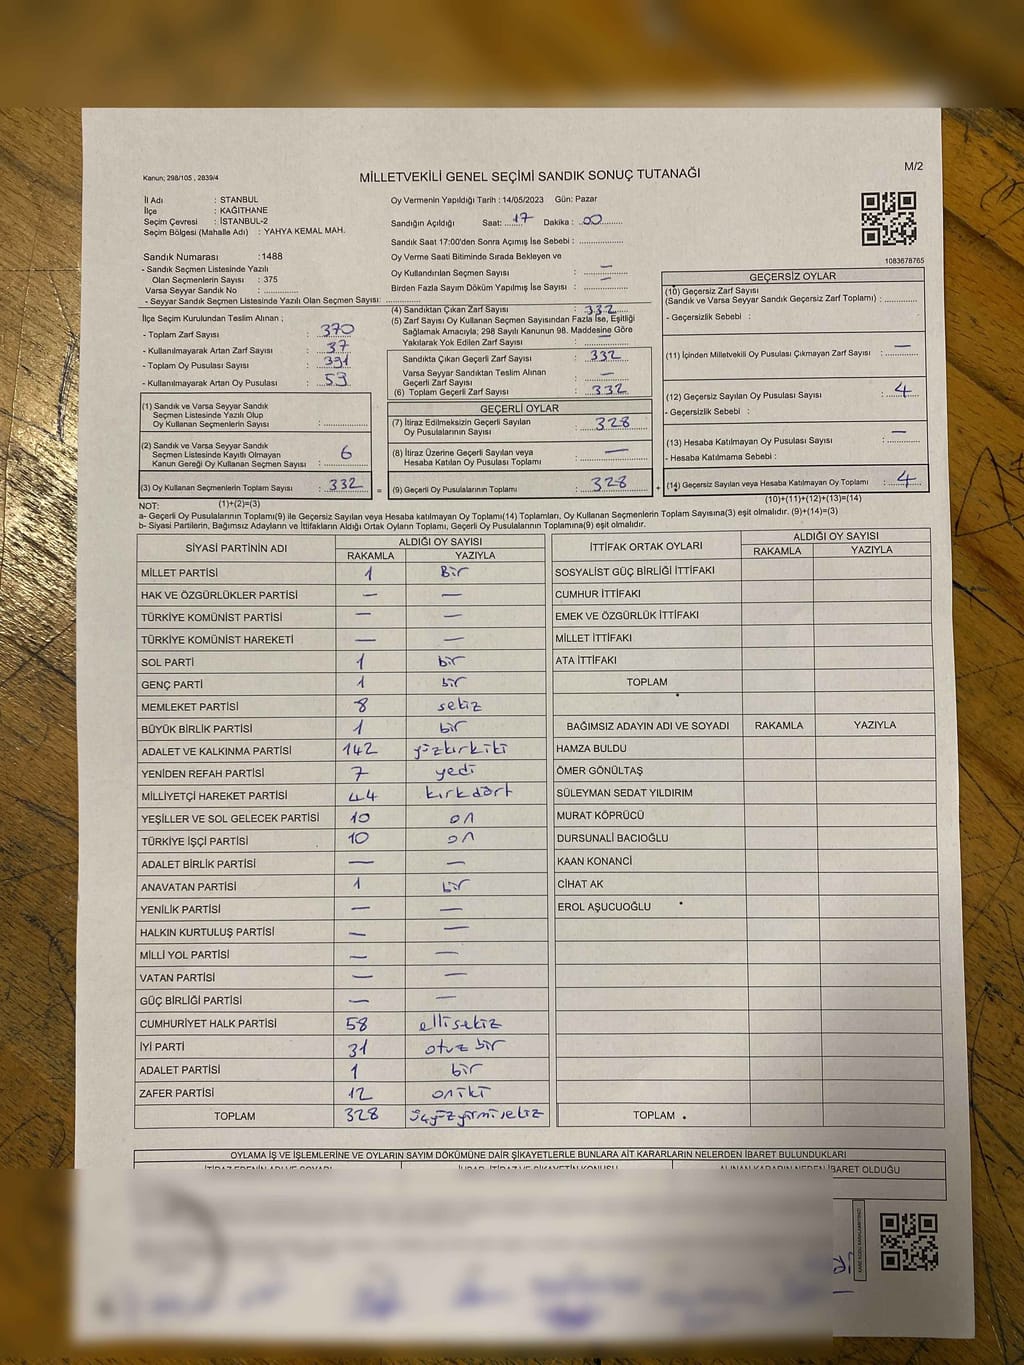 Kanun; 298/105 , 2839/4
MİLLETVEKİLİ GENEL SEÇİMİ SANDIK SONUÇ TUTANAĞI
M/2
İl Adı : STANBUL
İlçe : KAĞITHANE
Seçim Çevresi : İSTANBUL-2
Seçim Bölgesi (Mahalle Adı) : YAHYA KEMAL MAH.
Sandık Numarası :1488
- Sandık Seçmen Listesinde Yazılı
Olan Seçmenlerin Sayısı : 375
Varsa Seyyar Sandık No :
- Seyyar Sandık Seçmen Listesinde Yazılı Olan Seçmen Sayısı:
Oy Vermenin Yapıldığı Tarih : 14/05/2023 Gün: Pazar
Sandığın Açıldığı Saat: 17 Dakika : 00
Sandık Saat 17:00'den Sonra Açımış İse Sebebi :
Oy Verme Saati Bitiminde Sırada Bekleyen ve
Oy Kullandırılan Seçmen Sayısı : —
Birden Fazla Sayım Döküm Yapılmış İse Sayısı : —
1083678765
İlçe Seçim Kurulundan Teslim Alınan ;
- Toplam Zarf Sayısı : 370
- Kullanılmayarak Artan Zarf Sayısı : 37
- Toplam Oy Pusulası Sayısı : 391
- Kullanılmayarak Artan Oy Pusulası : 53
(1) Sandık ve Varsa Seyyar Sandık
Seçmen Listesinde Yazılı Olup
Oy Kullanan Seçmenlerin Sayısı :
(2) Sandık ve Varsa Seyyar Sandık
Seçmen Listesinde Kayıtlı Olmayan
Kanun Gereği Oy Kullanan Seçmen Sayısı : 6
(3) Oy Kullanan Seçmenlerin Toplam Sayısı : 332 =
(1)+(2)=(3)
(4) Sandıktan Çıkan Zarf Sayısı : 332
(5) Zarf Sayısı Oy Kullanan Seçmen Sayısından Fazla İse, Eşitliği
Sağlamak Amacıyla; 298 Sayılı Kanunun 98. Maddesine Göre
Yakılarak Yok Edilen Zarf Sayısı : —
Sandıkta Çıkan Geçerli Zarf Sayısı : 332
Varsa Seyyar Sandıktan Teslim Alınan
Geçerli Zarf Sayısı : —
(6) Toplam Geçerli Zarf Sayısı : 332
GEÇERLİ OYLAR
(7) İtiraz Edilmeksizin Geçerli Sayılan
Oy Pusulalarının Sayısı : 328
(8) İtiraz Üzerine Geçerli Sayılan veya
Hesaba Katılan Oy Pusulası Toplamı : —
(9) Geçerli Oy Pusulalarının Toplamı : 328 +
GEÇERSİZ OYLAR
(10) Geçersiz Zarf Sayısı
(Sandık ve Varsa Seyyar Sandık Geçersiz Zarf Toplamı) :
- Geçersizlik Sebebi :
(11) İçinden Milletvekili Oy Pusulası Çıkmayan Zarf Sayısı : —
(12) Geçersiz Sayılan Oy Pusulası Sayısı : 4
- Geçersizlik Sebebi :
(13) Hesaba Katılmayan Oy Pusulası Sayısı : —
- Hesaba Katılmama Sebebi :
(14) Geçersiz Sayılan veya Hesaba Katılmayan Oy Toplamı : 4
(10)+(11)+(12)+(13)=(14)
NOT:
a- Geçerli Oy Pusulalarının Toplamı(9) ile Geçersiz Sayılan veya Hesaba katılmayan Oy Toplamı(14) Toplamları, Oy Kullanan Seçmenlerin Toplam Sayısına(3) eşit olmalıdır. (9)+(14)=(3)
b- Siyasi Partilerin, Bağımsız Adayların ve İttifakların Aldığı Ortak Oyların Toplamı, Geçerli Oy Pusulalarının Toplamına(9) eşit olmalıdır.
SİYASİ PARTİNİN ADI ALDIĞI OY SAYISI
RAKAMLA YAZIYLA
MİLLET PARTİSİ 1 Bir
HAK VE ÖZGÜRLÜKLER PARTİSİ — —
TÜRKİYE KOMÜNİST PARTİSİ — —
TÜRKİYE KOMÜNİST HAREKETİ — —
SOL PARTİ 1 bir
GENÇ PARTİ 1 bir
MEMLEKET PARTİSİ 8 sekiz
BÜYÜK BİRLİK PARTİSİ 1 bir
ADALET VE KALKINMA PARTİSİ 142 yüzkırkiki
YENİDEN REFAH PARTİSİ 7 yedi
MİLLİYETÇİ HAREKET PARTİSİ 44 kırkdört
YEŞİLLER VE SOL GELECEK PARTİSİ 10 on
TÜRKİYE İŞÇİ PARTİSİ 10 on
ADALET BİRLİK PARTİSİ — —
ANAVATAN PARTİSİ 1 bir
YENİLİK PARTİSİ — —
HALKIN KURTULUŞ PARTİSİ — —
MİLLİ YOL PARTİSİ — —
VATAN PARTİSİ — —
GÜÇ BİRLİĞİ PARTİSİ — —
CUMHURİYET HALK PARTİSİ 58 ellisekiz
İYİ PARTİ 31 otuz bir
ADALET PARTİSİ 1 bir
ZAFER PARTİSİ 12 oniki
TOPLAM 328 üçyüzyirmisekiz
İTTİFAK ORTAK OYLARI ALDIĞI OY SAYISI
RAKAMLA YAZIYLA
SOSYALİST GÜÇ BİRLİĞİ İTTİFAKI
CUMHUR İTTİFAKI
EMEK VE ÖZGÜRLÜK İTTİFAKI
MİLLET İTTİFAKI
ATA İTTİFAKI
TOPLAM
BAĞIMSIZ ADAYIN ADI VE SOYADI RAKAMLA YAZIYLA
HAMZA BULDU
ÖMER GÖNÜLTAŞ
SÜLEYMAN SEDAT YILDIRIM
MURAT KÖPRÜCÜ
DURSUNALİ BACIOĞLU
KAAN KONANCİ
CİHAT AK
EROL AŞUCUOĞLU
TOPLAM
OYLAMA İŞ VE İŞLEMLERİNE VE OYLARIN SAYIM DÖKÜMÜNE DAİR ŞİKAYETLERLE BUNLARA AİT KARARLARIN NELERDEN İBARET BULUNDUKLARI
İBARET OLDUĞU